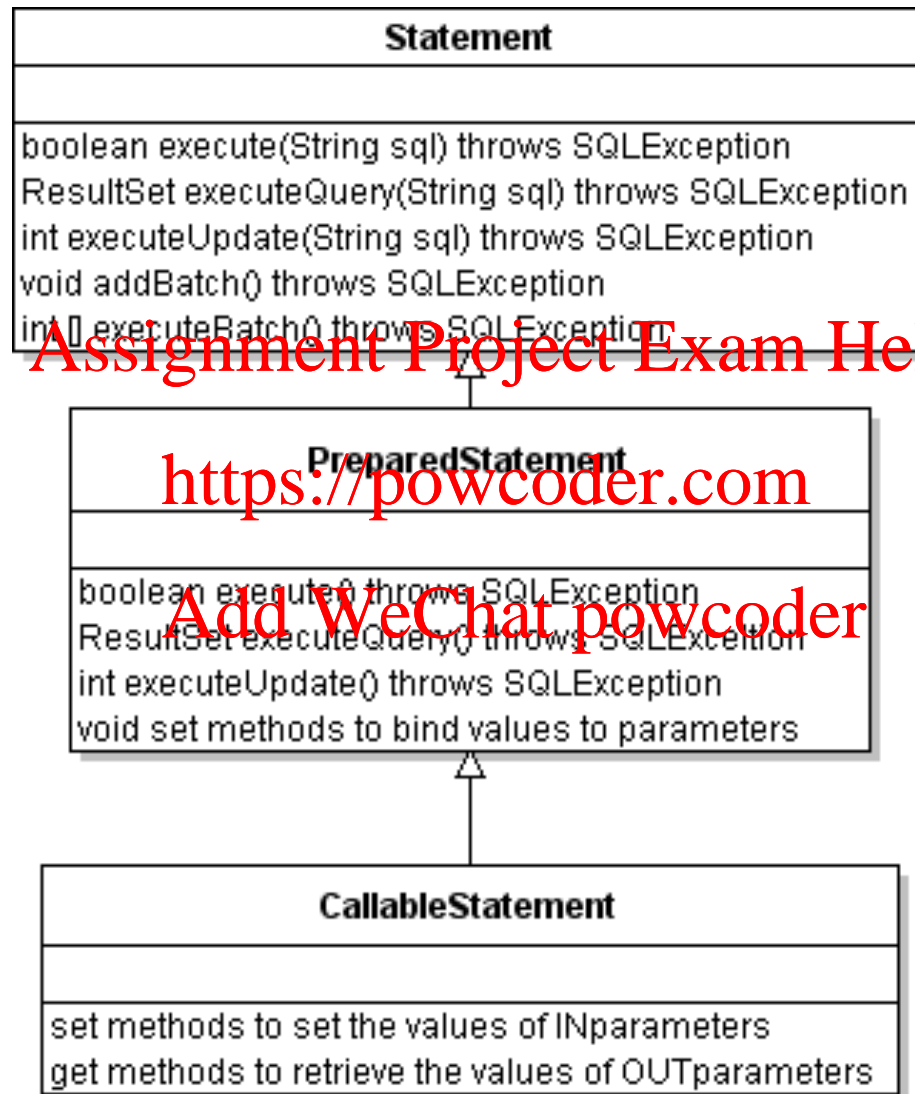 Statement
boolean execute(String sql) throws SQLException
ResultSet executeQuery(String sql) throws SQLException
int executeUpdate(String sql) throws SQLException
void addBatch() throws SQLException
int [] executeBatch() throws SQLException
Assignment Project Exam He
PreparedStatement
https://powcoder.com
boolean execute() throws SQLException
Add WeChat powcoder
ResultSet executeQuery() throws SQLExceltion
int executeUpdate() throws SQLException
void set methods to bind values to parameters
CallableStatement
set methods to set the values of INparameters
get methods to retrieve the values of OUTparameters